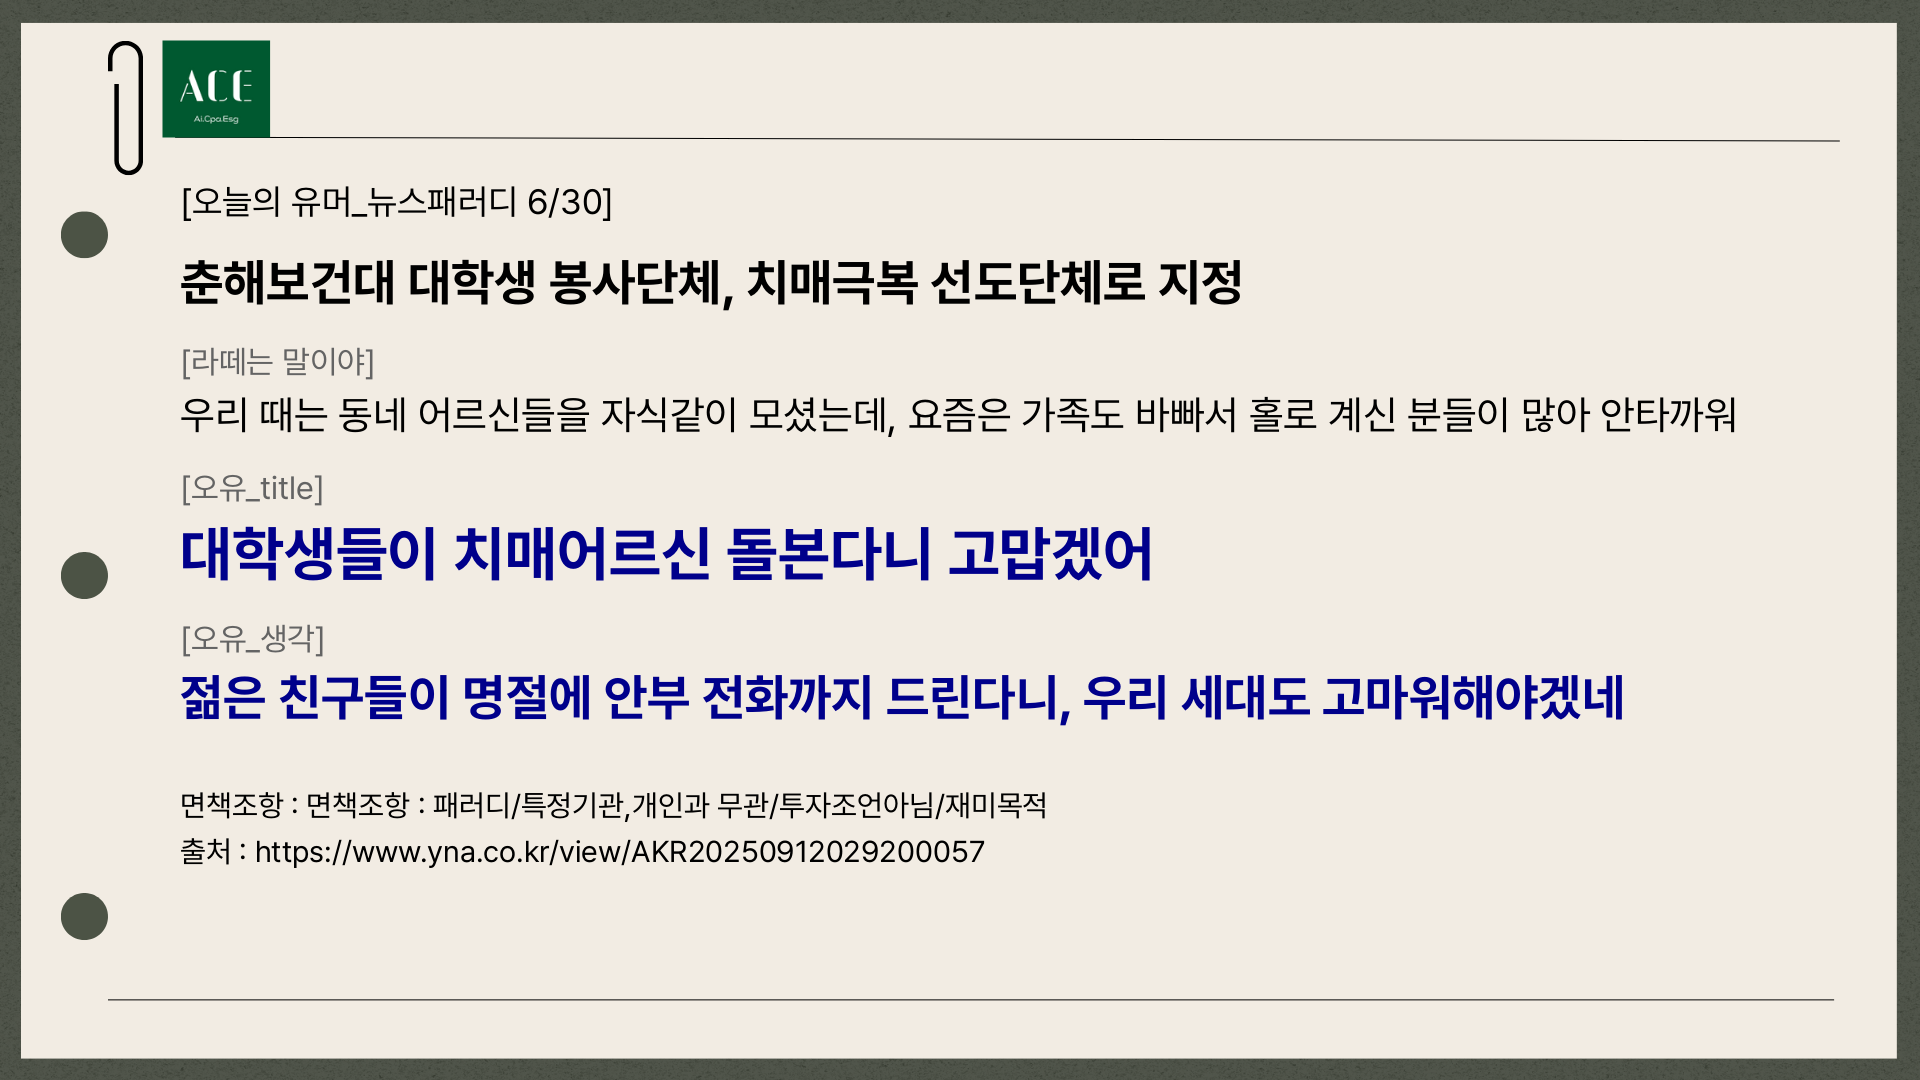 ACE
Ai.Cpa.Esg
[오늘의 유머_뉴스패러디 6/30]
춘해보건대 대학생 봉사단체, 치매극복 선도단체로 지정
[라떼는 말이야]
우리 때는 동네 어르신들을 자식같이 모셨는데, 요즘은 가족도 바빠서 홀로 계신 분들이 많아 안타까워
[오유_title]
대학생들이 치매어르신 돌본다니 고맙겠어
[오유_생각]
젊은 친구들이 명절에 안부 전화까지 드린다니, 우리 세대도 고마워해야겠네
면책조항 : 면책조항 : 패러디/특정기관,개인과 무관/투자조언아님/재미목적
출처 : https://www.yna.co.kr/view/AKR20250912029200057